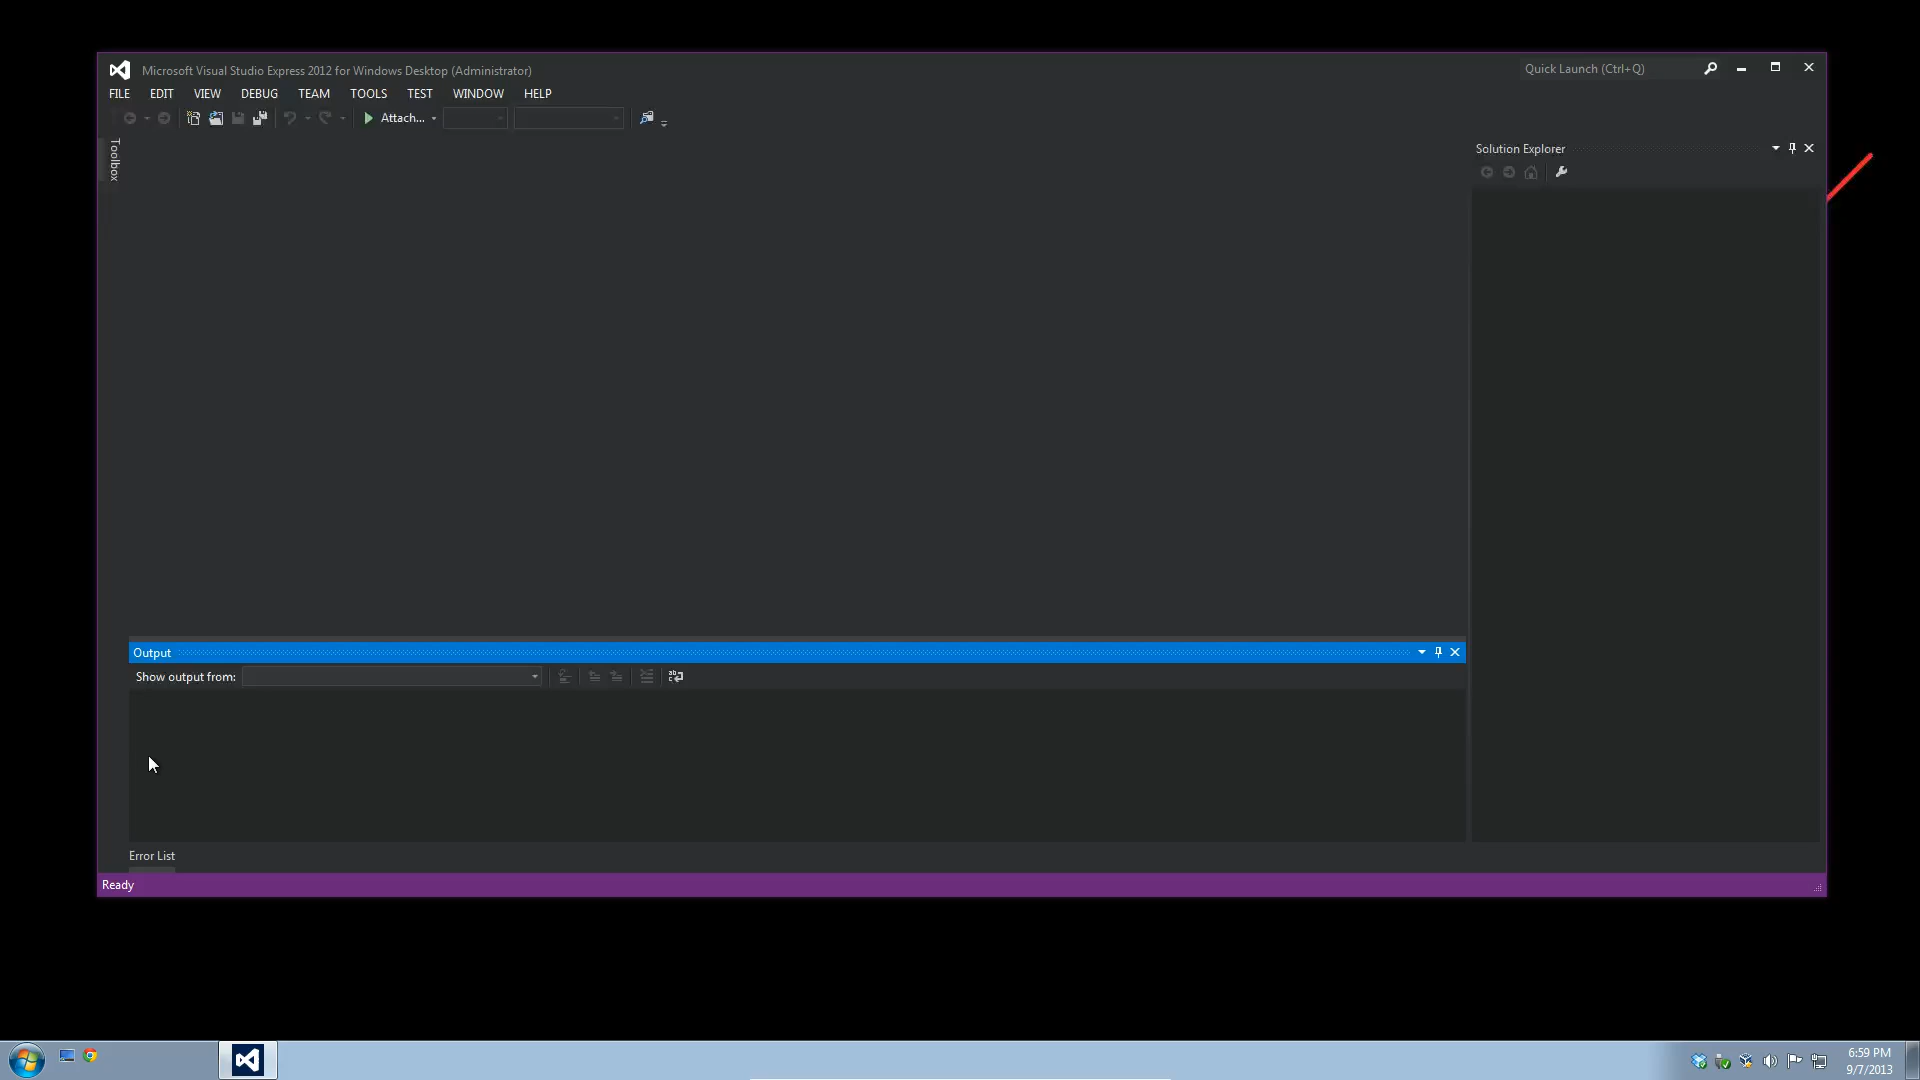 Microsoft Visual Studio Express 2012 for Windows Desktop (Administrator)
Quick Launch (Ctrl+Q)
FILE EDIT VIEW DEBUG TEAM TOOLS TEST WINDOW HELP
Attach...
Toolbox
Solution Explorer
Output
Show output from:
Error List
Ready
6:59 PM
9/7/2013